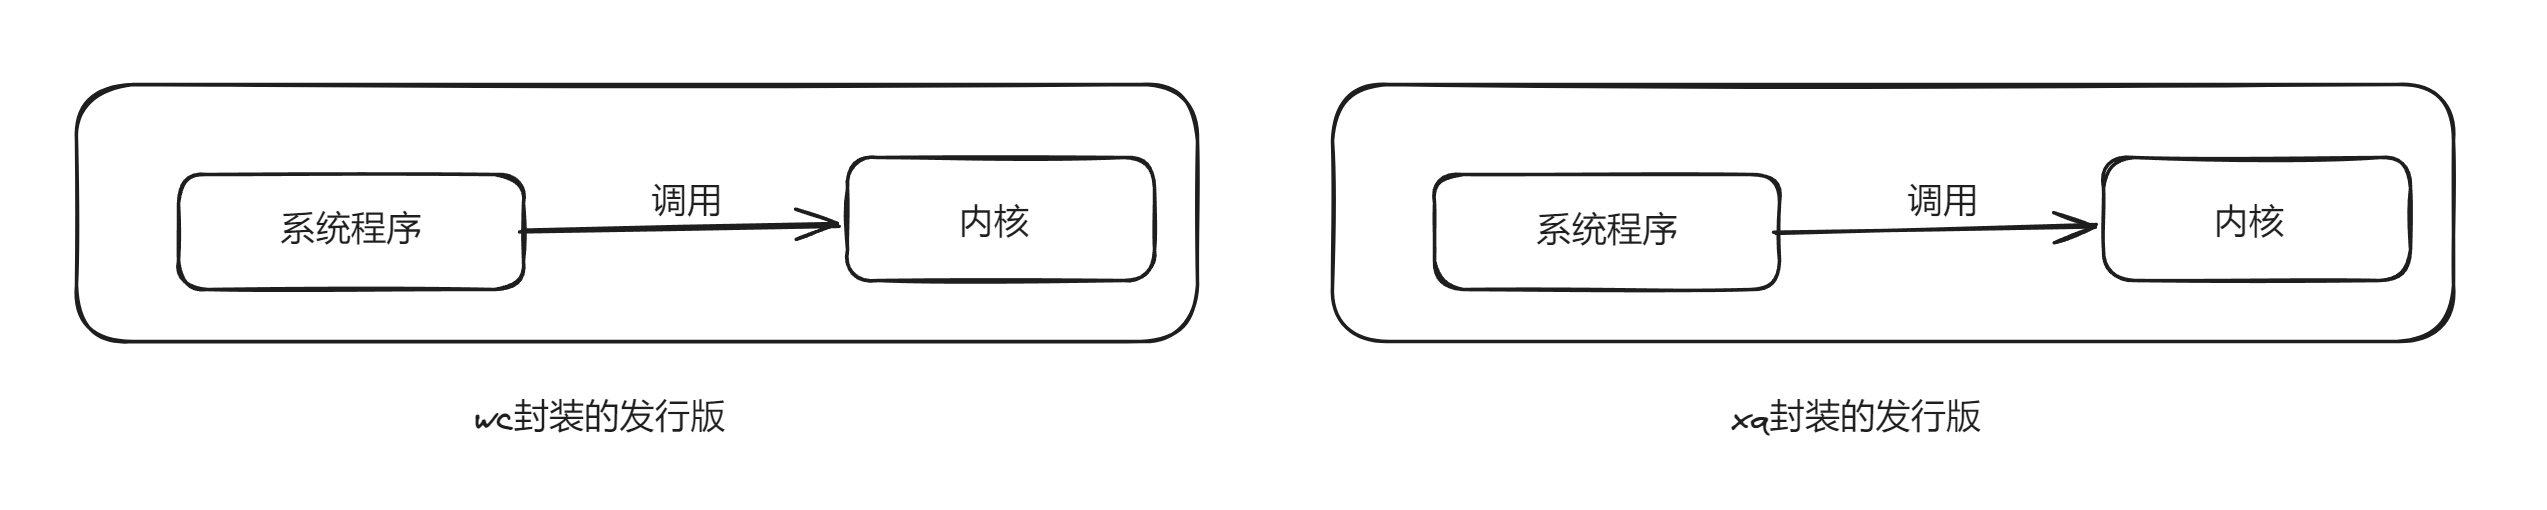 系统程序
调用
内核
wc封装的发行版
系统程序
调用
内核
xq封装的发行版